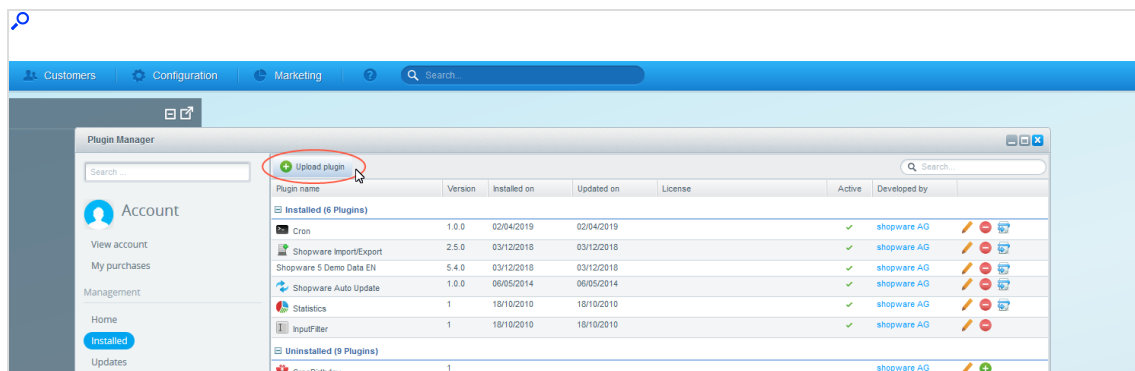 Customers Configuration Marketing ? Search...
Plugin Manager
Search ...
Account
View account
My purchases
Management
Home
Installed
Updates
Upload plugin Search...
Plugin name Version Installed on Updated on License Active Developed by
Installed (6 Plugins)
Cron 1.0.0 02/04/2019 02/04/2019 shopware AG
Shopware Import/Export 2.5.0 03/12/2018 03/12/2018 shopware AG
Shopware 5 Demo Data EN 5.4.0 03/12/2018 03/12/2018 shopware AG
Shopware Auto Update 1.0.0 06/05/2014 06/05/2014 shopware AG
Statistics 1 18/10/2010 18/10/2010 shopware AG
InputFilter 1 18/10/2010 18/10/2010 shopware AG
Uninstalled (9 Plugins)
1 shopware AG